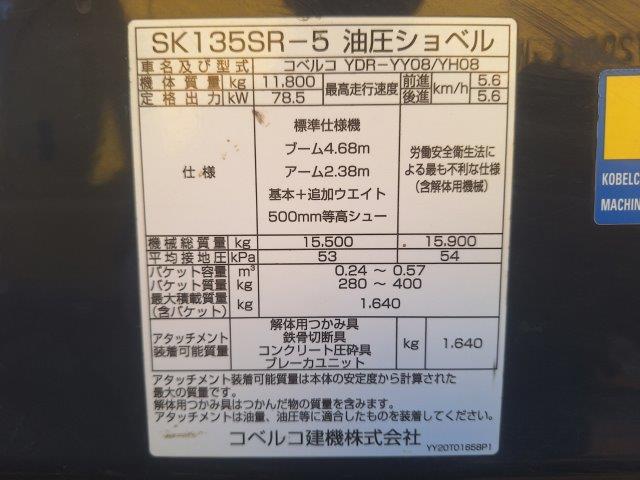 SK135SR-5 油圧ショベル
車名及び型式 コベルコ YDR-YY08/YH08
機体質量 kg 11,800 最高走行速度 前進 km/h 5.6
定格出力 kW 78.5 後進 5.6
仕様
標準仕様機
ブーム4.68m
アーム2.38m
基本+追加ウエイト
500mm等高シュー
労働安全衛生法に
よる最も不利な仕様
(含解体用機械)
機械総質量 kg 15,500 15,900
平均接地圧 kPa 53 54
バケット容量 m³ 0.24 ～ 0.57
バケット質量 kg 280 ～ 400
最大積載質量
(含バケット) kg 1,640
アタッチメント
装着可能質量
解体用つかみ具
鉄骨切断具
コンクリート圧砕具
ブレーカユニット
kg 1,640
アタッチメント装着可能質量は本体の安定度から計算された
最大の質量です。
解体用つかみ具はつかんだ物の質量を含みます。
アタッチメントは油量、油圧等に適合したものを装着してください。
コベルコ建機株式会社
YY20T01658P1
KOBELC
MACHIN